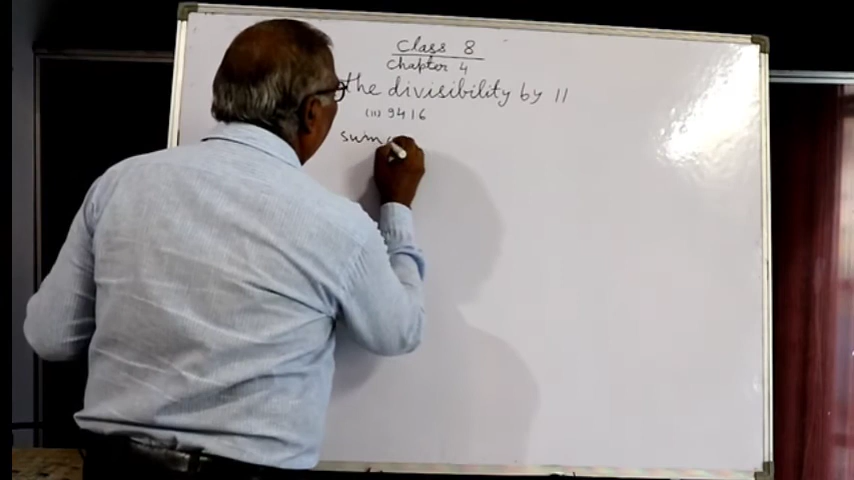 Class 8
Chapter 4
the divisibility by 11
(ii) 9416
sum